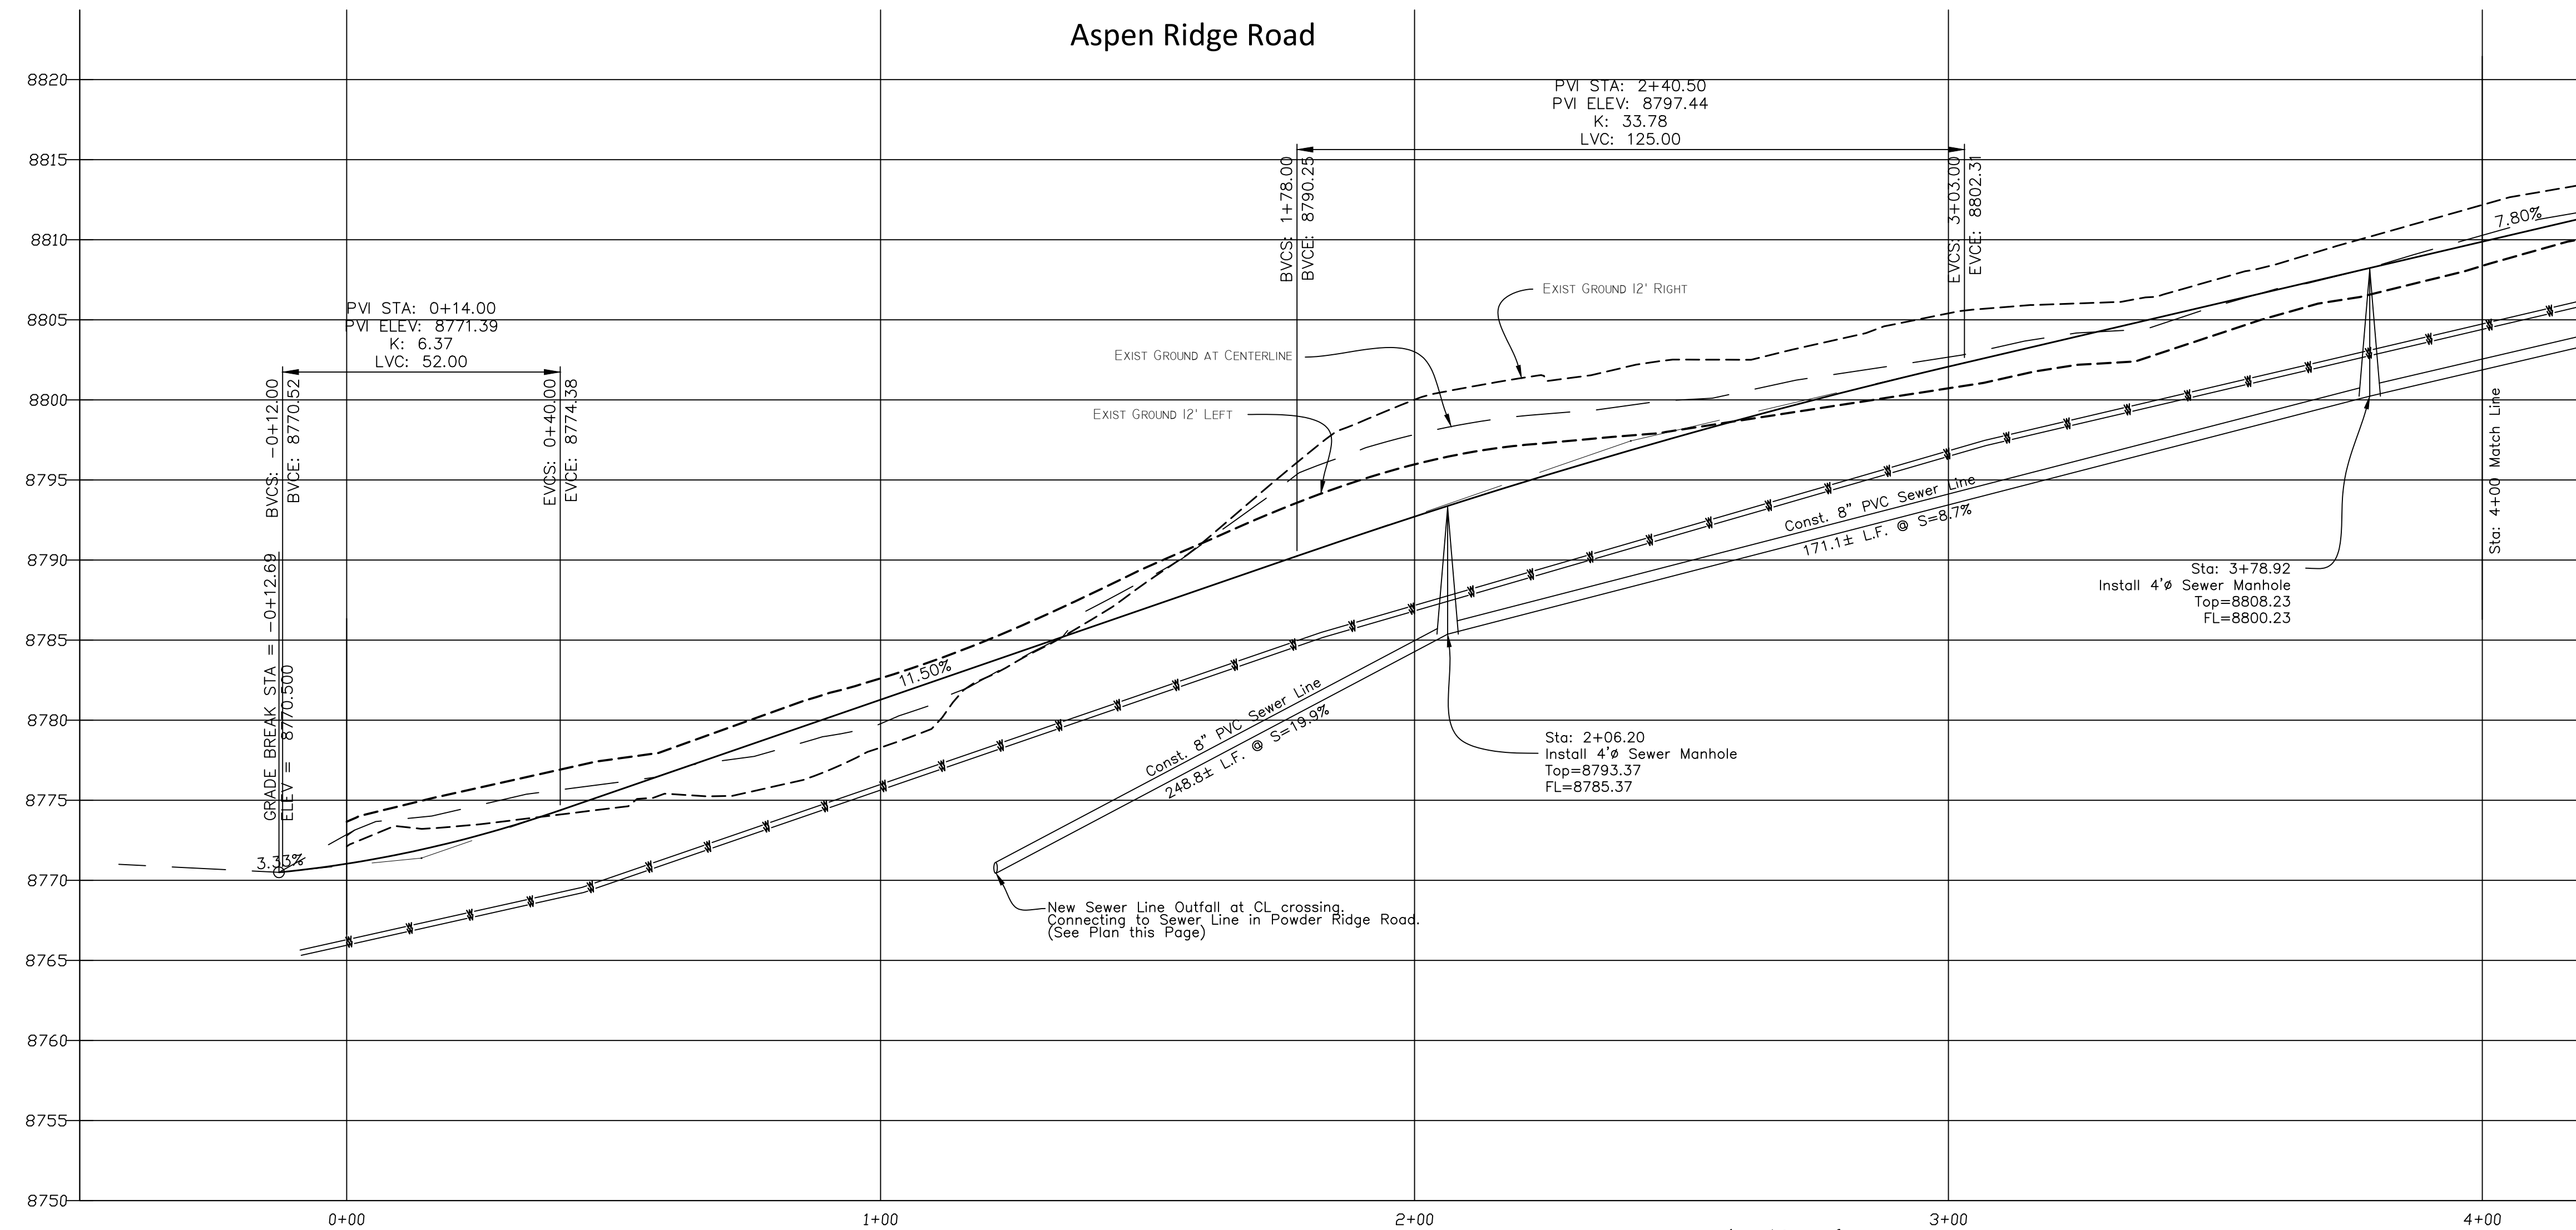 Aspen Ridge Road
8820
8815
8810
8805
8800
8795
8790
8785
8780
8775
8770
8765
8760
8755
8750
PVI STA: 0+14.00
PVI ELEV: 8771.39
K: 6.37
LVC: 52.00
BVCS: -0+12.00
BVCE: 8770.52
EVCS: 0+40.00
EVCE: 8774.38
GRADE BREAK STA = -0+12.69
ELEV = 8770.500
3.33%
11.50%
PVI STA: 2+40.50
PVI ELEV: 8797.44
K: 33.78
LVC: 125.00
BVCS: 1+78.00
BVCE: 8790.25
EVCS: 3+03.00
EVCE: 8802.31
Exist Ground 12' Right
Exist Ground at Centerline
Exist Ground 12' Left
7.80%
Const. 8" PVC Sewer Line
171.1± L.F. @ S=8.7%
Const. 8" PVC Sewer Line
248.8± L.F. @ S=19.9%
Sta: 4+00 Match Line
Sta: 3+78.92
Install 4'ø Sewer Manhole
Top=8808.23
FL=8800.23
Sta: 2+06.20
Install 4'ø Sewer Manhole
Top=8793.37
FL=8785.37
New Sewer Line Outfall at CL crossing.
Connecting to Sewer Line in Powder Ridge Road.
(See Plan this Page)
0+00
1+00
2+00
3+00
4+00